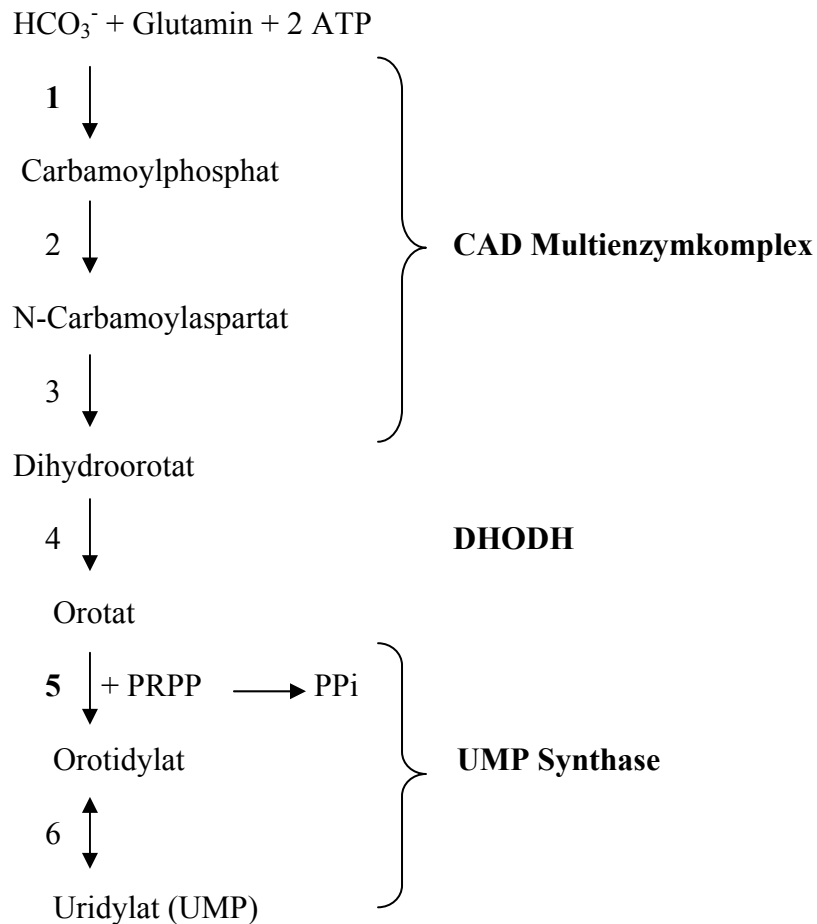 HCO₃⁻ + Glutamin + 2 ATP
1
Carbamoylphosphat
2 CAD Multienzymkomplex
N-Carbamoylaspartat
3
Dihydroorotat
4 DHODH
Orotat
5 + PRPP PPi
Orotidylat UMP Synthase
6
Uridylat (UMP)